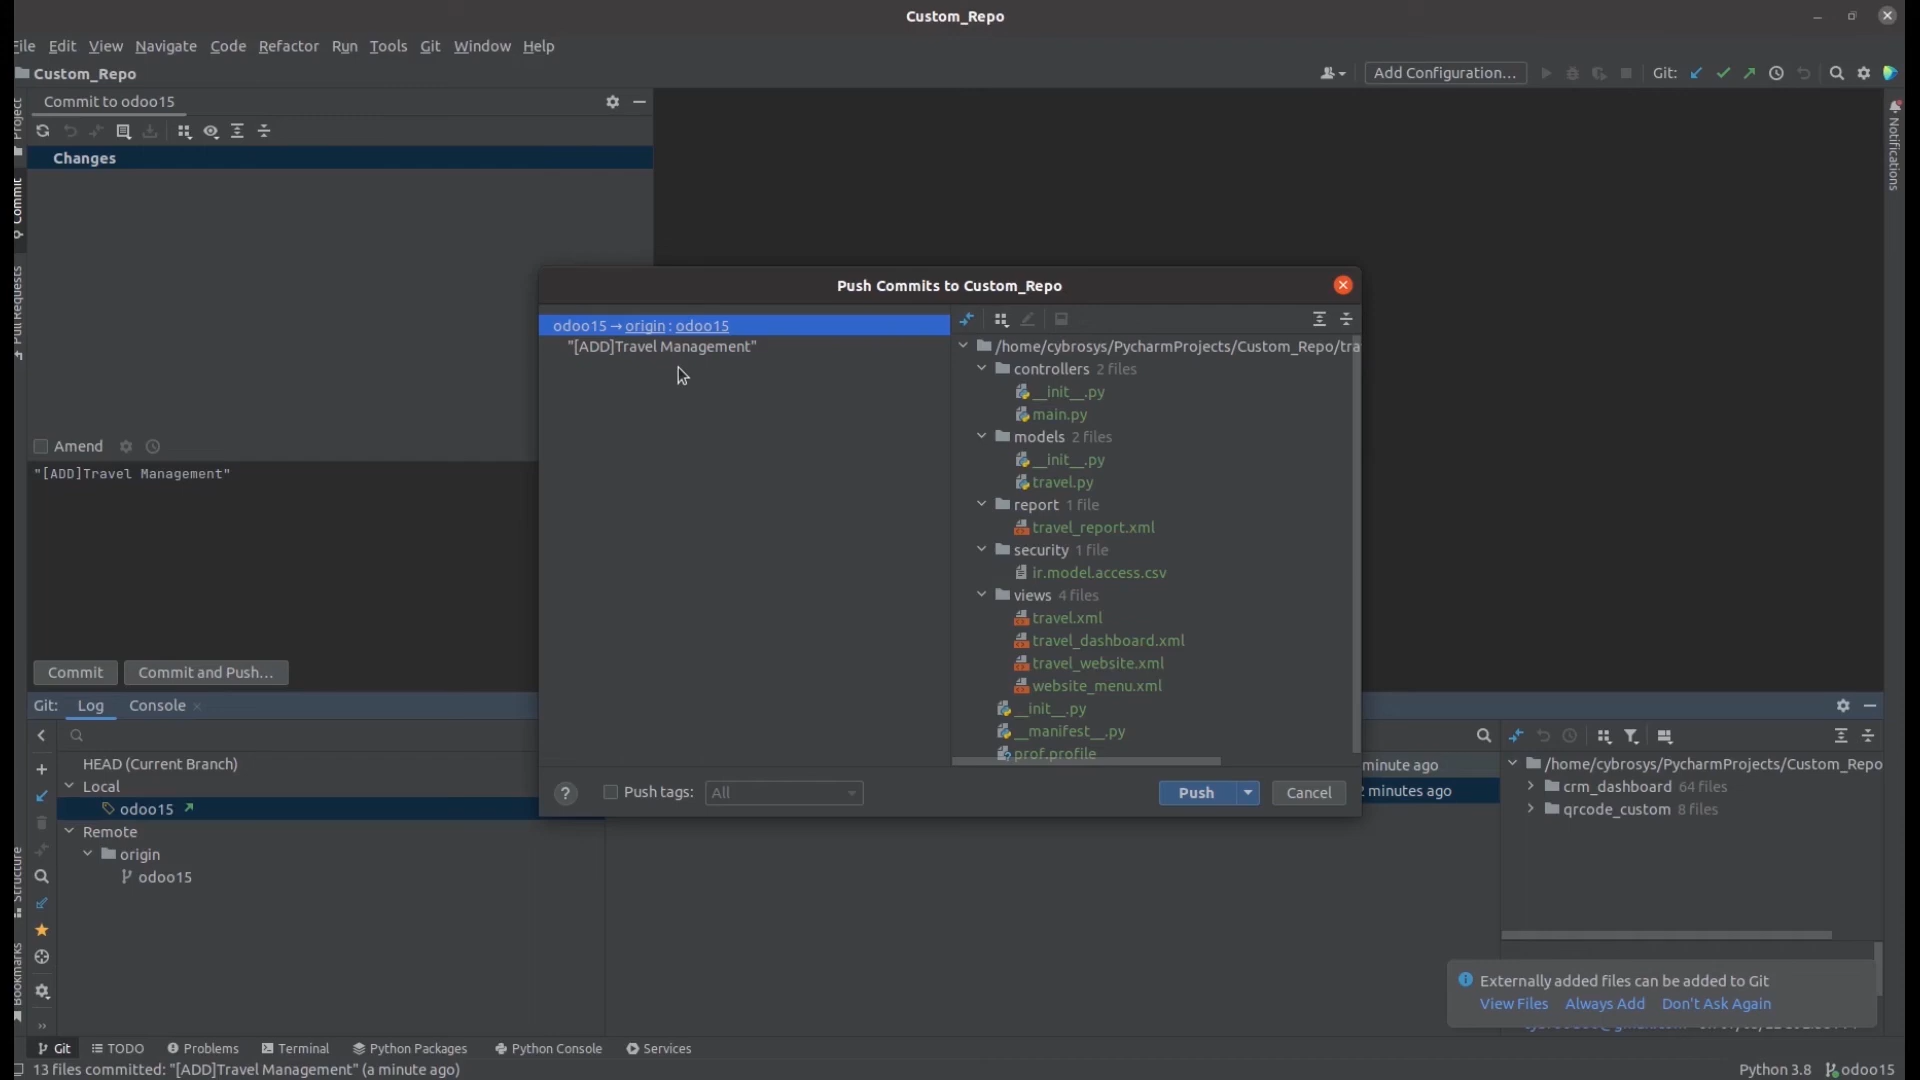 Custom_Repo
File Edit View Navigate Code Refactor Run Tools Git Window Help
Custom_Repo
Add Configuration...
Git:
Project
Commit
Pull Requests
Structure
Bookmarks
Notifications
Commit to odoo15
Changes
Amend
"[ADD]Travel Management"
Commit
Commit and Push...
Push Commits to Custom_Repo
odoo15 → origin : odoo15
"[ADD]Travel Management"
/home/cybrosys/PycharmProjects/Custom_Repo/tra
controllers 2 files
__init__.py
main.py
models 2 files
__init__.py
travel.py
report 1 file
travel_report.xml
security 1 file
ir.model.access.csv
views 4 files
travel.xml
travel_dashboard.xml
travel_website.xml
website_menu.xml
__init__.py
__manifest__.py
prof.profile
?
Push tags:
All
Push
Cancel
Git: Log Console
HEAD (Current Branch)
Local
odoo15
Remote
origin
odoo15
minute ago
2 minutes ago
/home/cybrosys/PycharmProjects/Custom_Repo
crm_dashboard 64 files
qrcode_custom 8 files
Externally added files can be added to Git
View Files Always Add Don't Ask Again
Git TODO Problems Terminal Python Packages Python Console Services
13 files committed: "[ADD]Travel Management" (a minute ago)
Python 3.8
odoo15